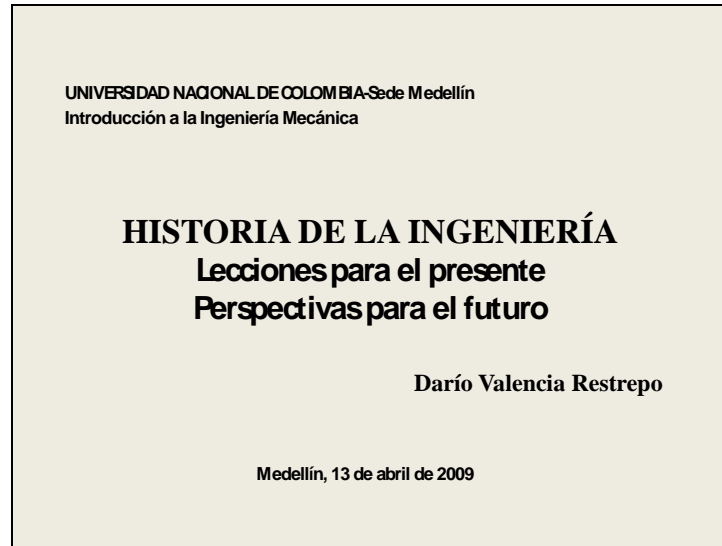 UNIVERSIDAD NACIONAL DE COLOMBIA-Sede Medellín
Introducción a la Ingeniería Mecánica
HISTORIA DE LA INGENIERÍA
Lecciones para el presente
Perspectivas para el futuro
Darío Valencia Restrepo
Medellín, 13 de abril de 2009